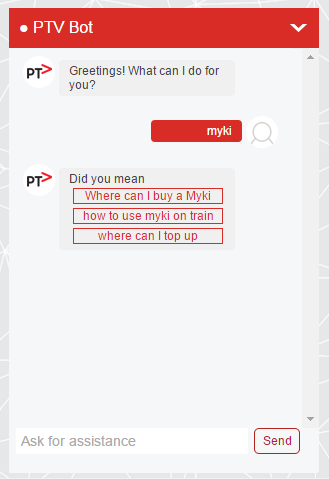 PTV Bot
PT>
Greetings! What can I do for
you?
myki
PT>
Did you mean
Where can I buy a Myki
how to use myki on train
where can I top up
Ask for assistance
Send